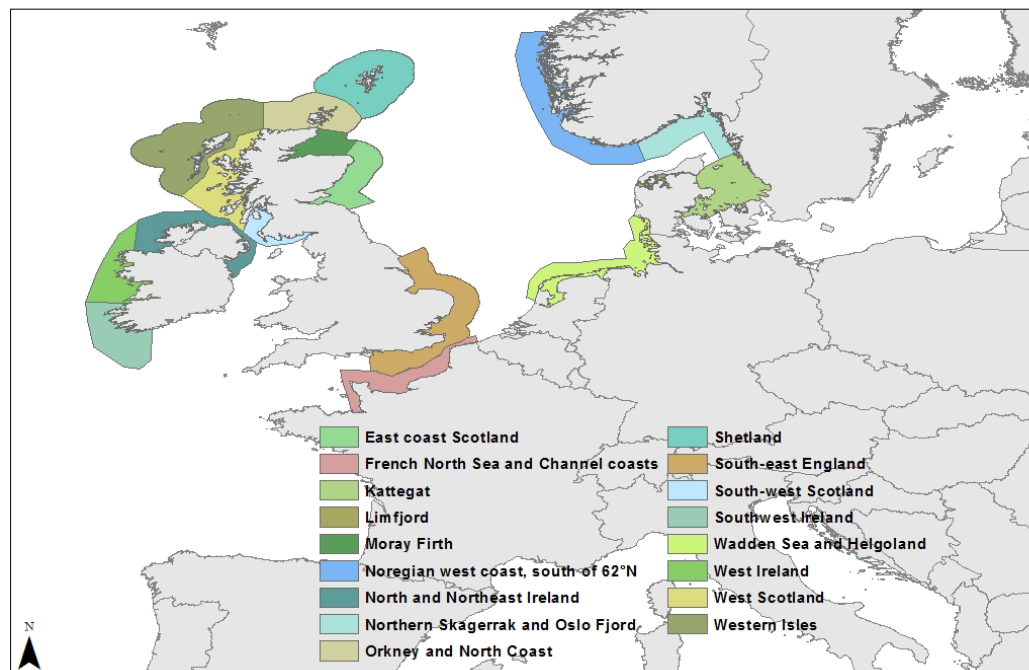 East coast Scotland
French North Sea and Channel coasts
Kattegat
Limfjord
Moray Firth
Noregian west coast, south of 62°N
North and Northeast Ireland
Northern Skagerrak and Oslo Fjord
Orkney and North Coast
Shetland
South-east England
South-west Scotland
Southwest Ireland
Wadden Sea and Helgoland
West Ireland
West Scotland
Western Isles
N